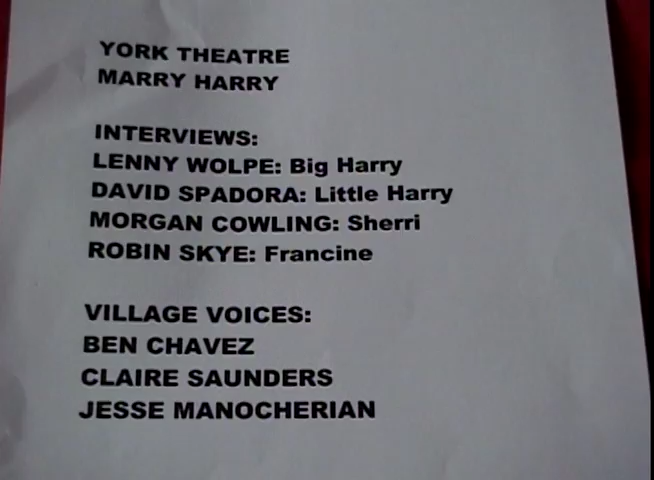 YORK THEATRE
MARRY HARRY
INTERVIEWS:
LENNY WOLPE: Big Harry
DAVID SPADORA: Little Harry
MORGAN COWLING: Sherri
ROBIN SKYE: Francine
VILLAGE VOICES:
BEN CHAVEZ
CLAIRE SAUNDERS
JESSE MANOCHERIAN